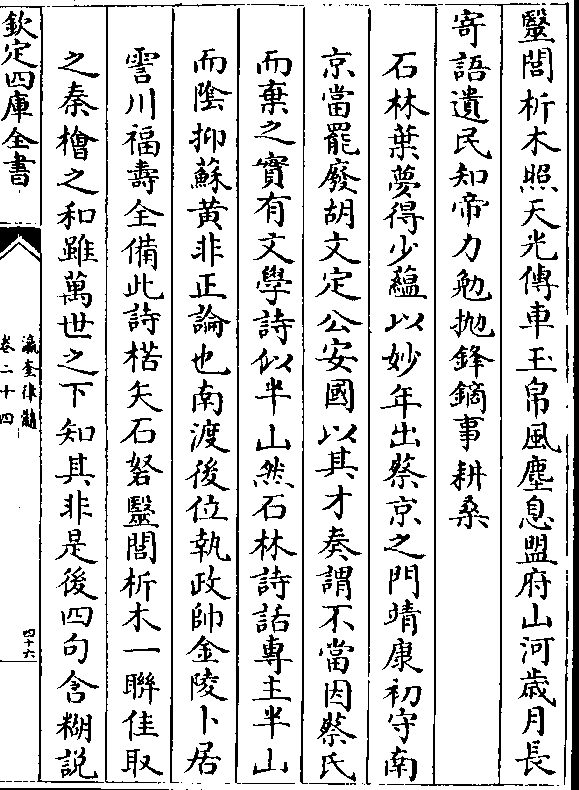 毉閭析木照天光傳車玉帛風塵息盟府山河歳月長
寄語遺民知帝力勉抛鋒鏑事耕桑
石林葉夢得少藴以妙年出蔡京之門靖康初守南
京當罷廢胡文定公安國以其才奏謂不當因蔡氏
而棄之實有文學詩似半山然石林詩話專主半山
而隂抑蘇黄非正論也南渡後位執政帥金陵卜居
霅川福壽全備此詩楛矢石砮毉閭析木一聯佳取
之秦檜之和雖萬世之下知其非是後四句含糊説
欽定四庫全書
瀛奎律髓
卷二十四
四十六